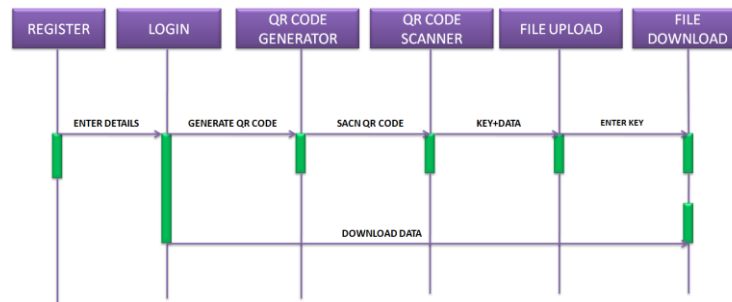 REGISTER
LOGIN
QR CODE
GENERATOR
QR CODE
SCANNER
FILE UPLOAD
FILE
DOWNLOAD
ENTER DETAILS
GENERATE QR CODE
SACN QR CODE
KEY+DATA
ENTER KEY
DOWNLOAD DATA